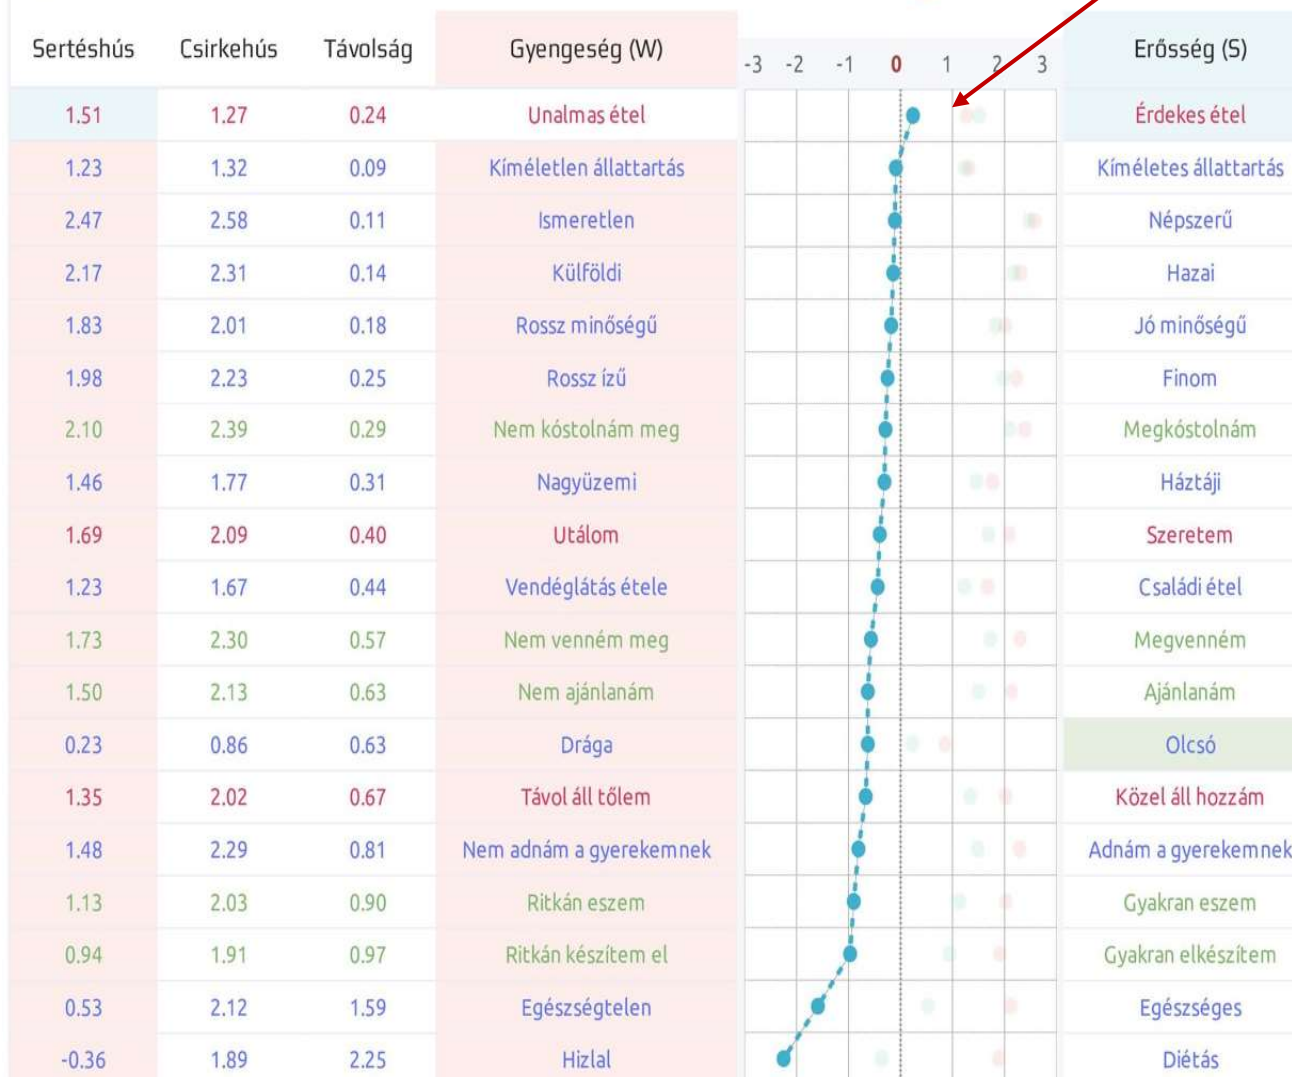 Sertéshús Csirkehús Távolság Gyengeség (W) -3 -2 -1 0 1 2 3 Erősség (S)
1.51 1.27 0.24 Unalmas étel Érdekes étel
1.23 1.32 0.09 Kíméletlen állattartás Kíméletes állattartás
2.47 2.58 0.11 Ismeretlen Népszerű
2.17 2.31 0.14 Külföldi Hazai
1.83 2.01 0.18 Rossz minőségű Jó minőségű
1.98 2.23 0.25 Rossz ízű Finom
2.10 2.39 0.29 Nem kóstolnám meg Megkóstolnám
1.46 1.77 0.31 Nagyüzemi Háztáji
1.69 2.09 0.40 Utálom Szeretem
1.23 1.67 0.44 Vendéglátás étele Családi étel
1.73 2.30 0.57 Nem venném meg Megvenném
1.50 2.13 0.63 Nem ajánlanám Ajánlanám
0.23 0.86 0.63 Drága Olcsó
1.35 2.02 0.67 Távol áll tőlem Közel áll hozzám
1.48 2.29 0.81 Nem adnám a gyerekemnek Adnám a gyerekemnek
1.13 2.03 0.90 Ritkán eszem Gyakran eszem
0.94 1.91 0.97 Ritkán készítem el Gyakran elkészítem
0.53 2.12 1.59 Egészségtelen Egészséges
-0.36 1.89 2.25 Hizlal Diétás